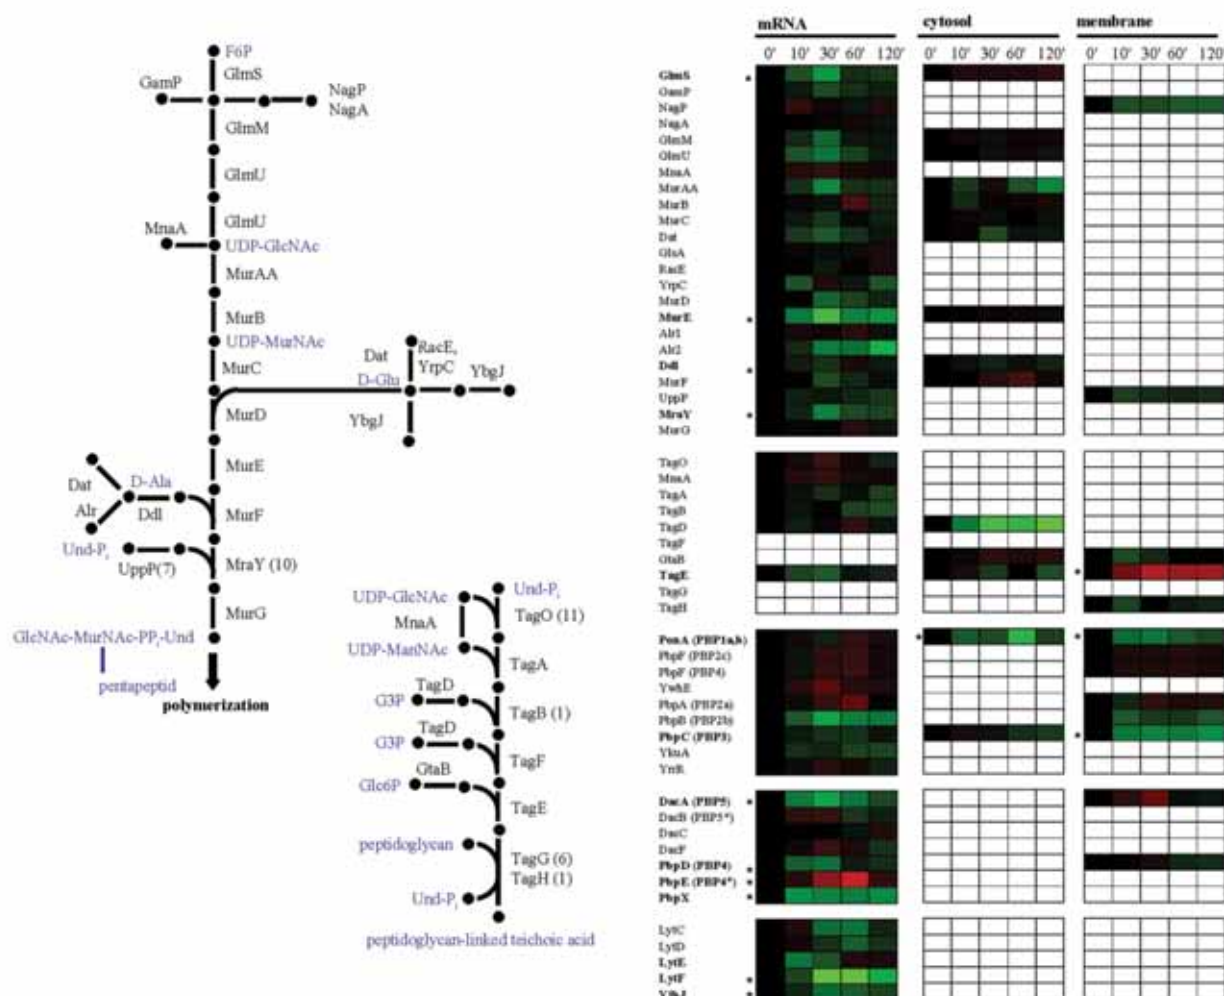 F6P
GlmS
GamP
NagP
NagA
GlmM
GlmU
GlmU
MnaA
UDP-GlcNAc
MurAA
MurB
UDP-MurNAc
MurC
Dat
RacE,
YrpC
YbgJ
D-Glu
MurD
YbgJ
MurE
Dat
D-Ala
Alr
Ddl
MurF
Und-Pi
UppP(7)
MraY (10)
MurG
GlcNAc-MurNAc-PPi-Und
pentapeptid
polymerization
UDP-GlcNAc
Und-Pi
MnaA
TagO (11)
UDP-ManNAc
TagA
TagD
G3P
TagB (1)
TagD
G3P
TagF
GtaB
Glc6P
TagE
peptidoglycan
TagG (6)
TagH (1)
Und-Pi
peptidoglycan-linked teichoic acid
mRNA cytosol membrane
0' 10' 30' 60' 120' 0' 10' 30' 60' 120' 0' 10' 30' 60' 120'
GlmS *
GamP
NagP
NagA
GlmM
GlmU
MnaA
MurAA
MurB
MurC
Dat
GlnA
RacE
YrpC
MurD
MurE *
Alr1
Alr2
Ddl *
MurF
UppP
MraY *
MurG
TagO
MnaA
TagA
TagB
TagD
TagF
GtaB
TagE *
TagG
TagH
PonA (PBP1a,b) * *
PbpF (PBP2c)
PbpF (PBP4)
YwhE
PbpA (PBP2a)
PbpB (PBP2b)
PbpC (PBP3) *
YkuA
YrrR
DacA (PBP5) *
DacB (PBP5*)
DacC
DacF
PbpD (PBP4) *
PbpE (PBP4*) *
PbpX *
LytC
LytD
LytE
LytF *